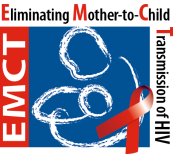 Eliminating Mother-to-Child
Transmission of HIV
EMCT